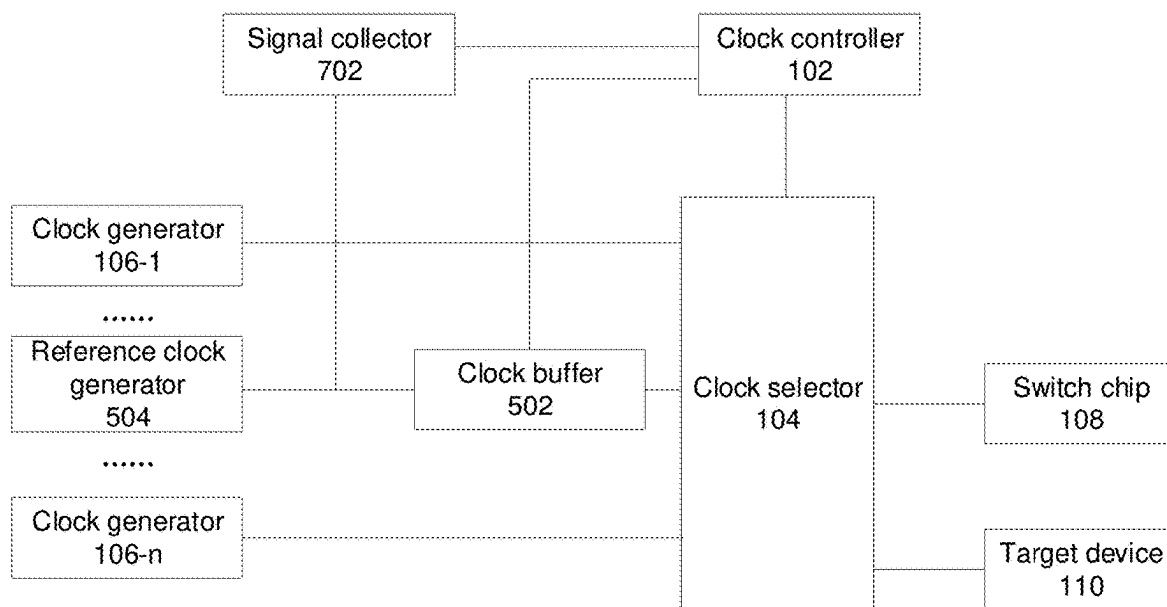 Signal collector
702
Clock controller
102
Clock generator
106-1
......
Reference clock
generator
504
Clock buffer
502
Clock selector
104
Switch chip
108
......
Clock generator
106-n
Target device
110